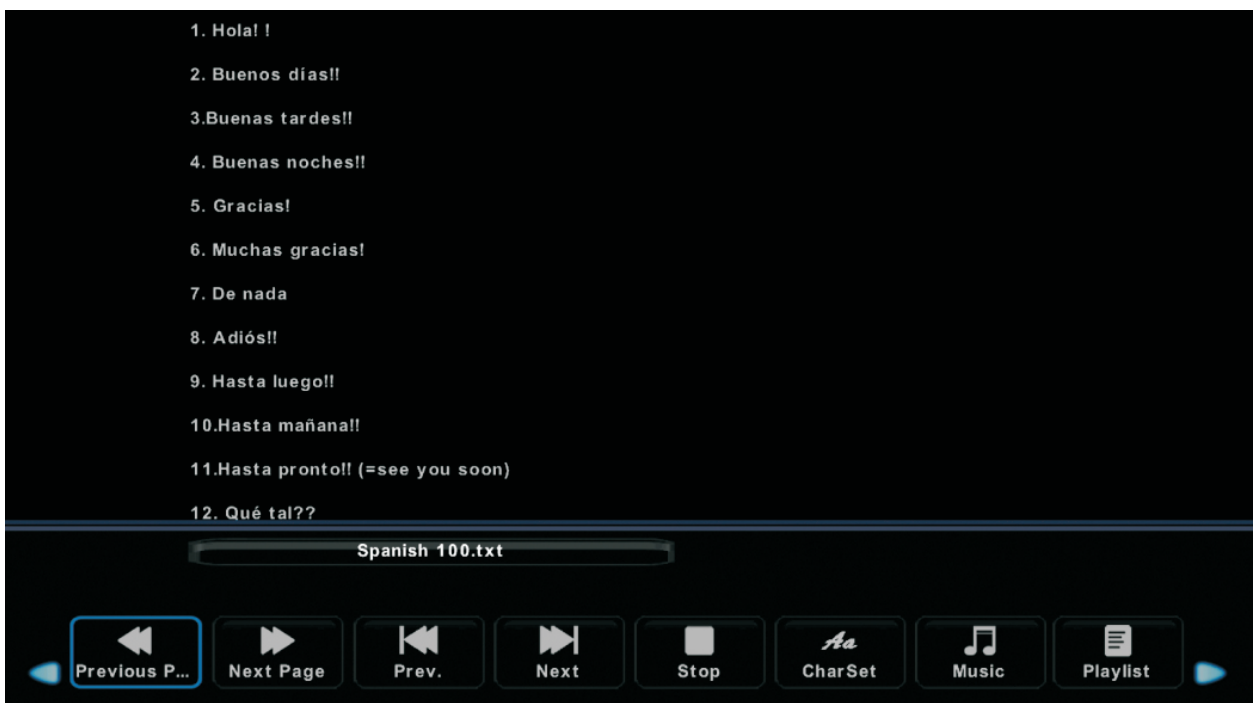 1. Hola! !
2. Buenos días!!
3.Buenas tardes!!
4. Buenas noches!!
5. Gracias!
6. Muchas gracias!
7. De nada
8. Adiós!!
9. Hasta luego!!
10.Hasta mañana!!
11.Hasta pronto!! (=see you soon)
12. Qué tal??
Spanish 100.txt
Previous P... Next Page Prev. Next Stop Aa CharSet Music Playlist